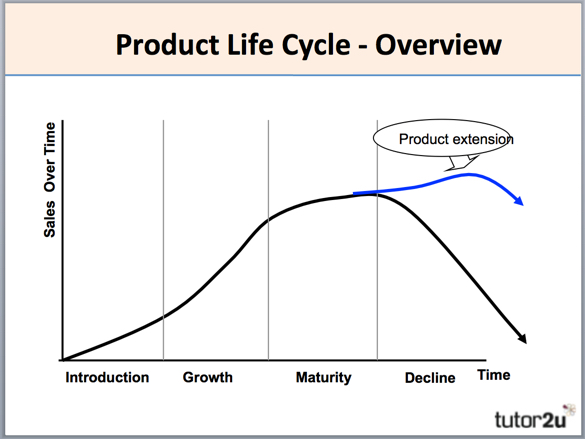 Product Life Cycle - Overview
Product extension
Sales Over Time
Introduction
Growth
Maturity
Decline
Time
tutor2u